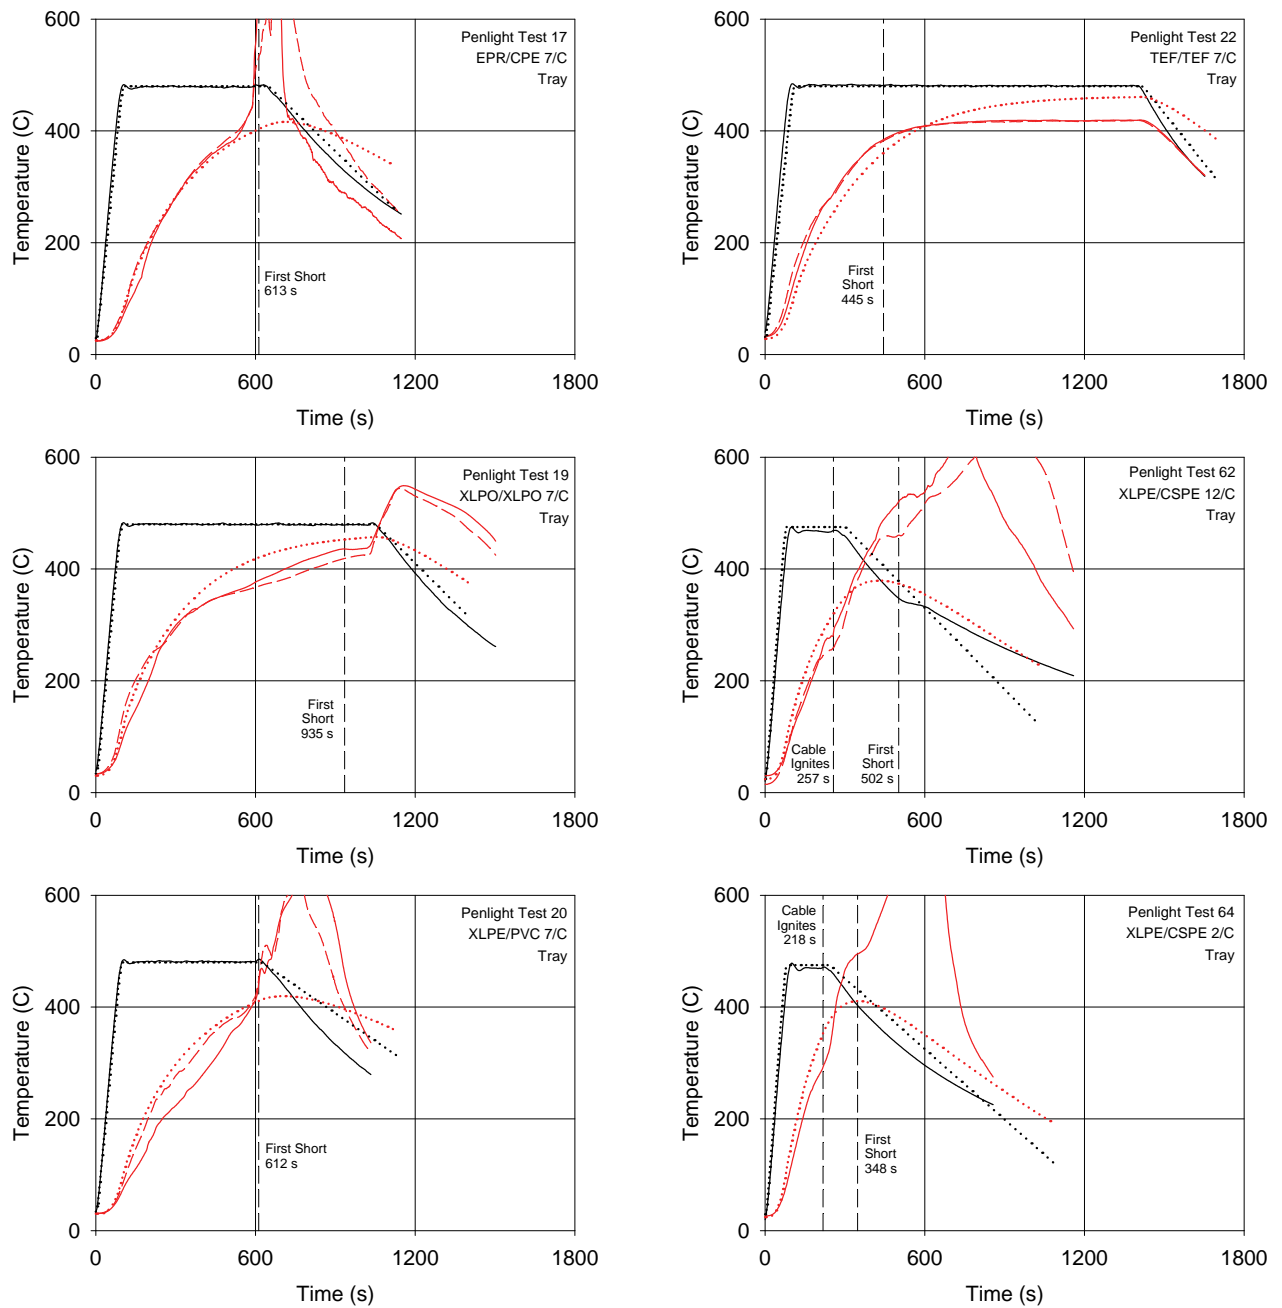 600
400
200
0
Temperature (C)
Penlight Test 17
EPR/CPE 7/C
Tray
First Short
613 s
0
600
1200
1800
Time (s)
600
400
200
0
Temperature (C)
Penlight Test 22
TEF/TEF 7/C
Tray
First
Short
445 s
0
600
1200
1800
Time (s)
600
400
200
0
Temperature (C)
Penlight Test 19
XLPO/XLPO 7/C
Tray
First
Short
935 s
0
600
1200
1800
Time (s)
600
400
200
0
Temperature (C)
Penlight Test 62
XLPE/CSPE 12/C
Tray
Cable
Ignites
257 s
First
Short
502 s
0
600
1200
1800
Time (s)
600
400
200
0
Temperature (C)
Penlight Test 20
XLPE/PVC 7/C
Tray
First Short
612 s
0
600
1200
1800
Time (s)
600
400
200
0
Temperature (C)
Cable
Ignites
218 s
Penlight Test 64
XLPE/CSPE 2/C
Tray
First
Short
348 s
0
600
1200
1800
Time (s)